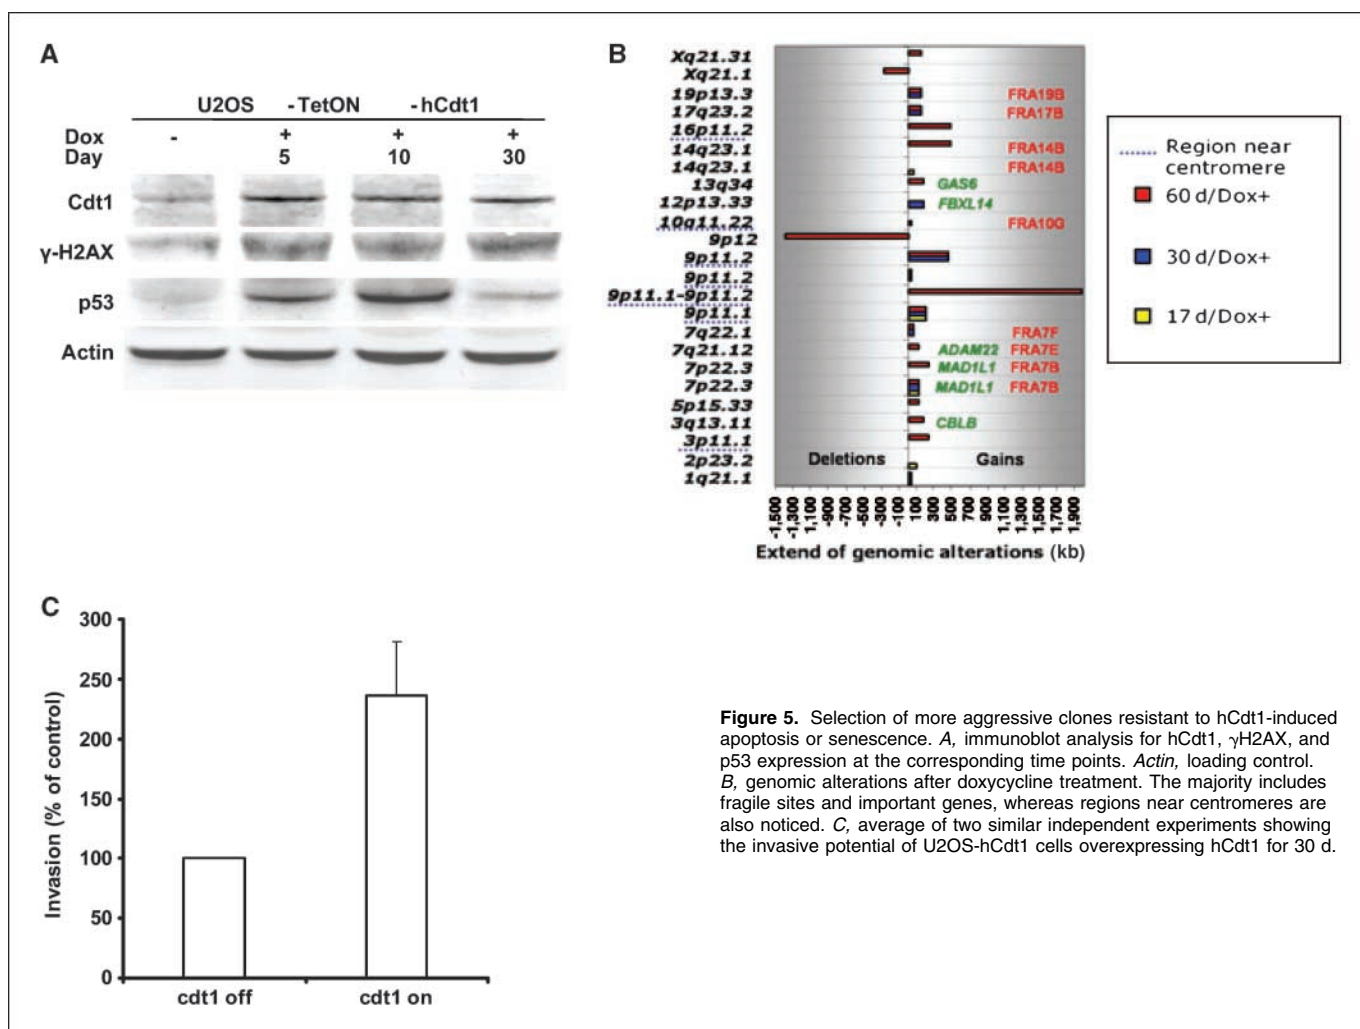 A
U2OS -TetON -hCdt1
Dox - + + +
Day 5 10 30
Cdt1
γ-H2AX
p53
Actin
B
Xq21.31
Xq21.1
19p13.3 FRA19B
17q23.2 FRA17B
16p11.2
14q23.1 FRA14B
14q23.1 FRA14B
13q34 GAS6
12p13.33 FBXL14
10q11.22 FRA10G
9p12
9p11.2
9p11.2
9p11.1-9p11.2
9p11.1
7q22.1 FRA7F
7q21.12 ADAM22 FRA7E
7p22.3 MAD1L1 FRA7B
7p22.3 MAD1L1 FRA7B
5p15.33
3q13.11 CBLB
3p11.1
2p23.2
1q21.1
Deletions Gains
-1,500 -1,300 -1,100 -900 -700 -500 -300 -100 100 300 500 700 900 1,100 1,300 1,500 1,700 1,900
Extend of genomic alterations (kb)
Region near
centromere
60 d/Dox+
30 d/Dox+
17 d/Dox+
C
Invasion (% of control)
300
250
200
150
100
50
0
cdt1 off cdt1 on
Figure 5. Selection of more aggressive clones resistant to hCdt1-induced
apoptosis or senescence. A, immunoblot analysis for hCdt1, γH2AX, and
p53 expression at the corresponding time points. Actin, loading control.
B, genomic alterations after doxycycline treatment. The majority includes
fragile sites and important genes, whereas regions near centromeres are
also noticed. C, average of two similar independent experiments showing
the invasive potential of U2OS-hCdt1 cells overexpressing hCdt1 for 30 d.